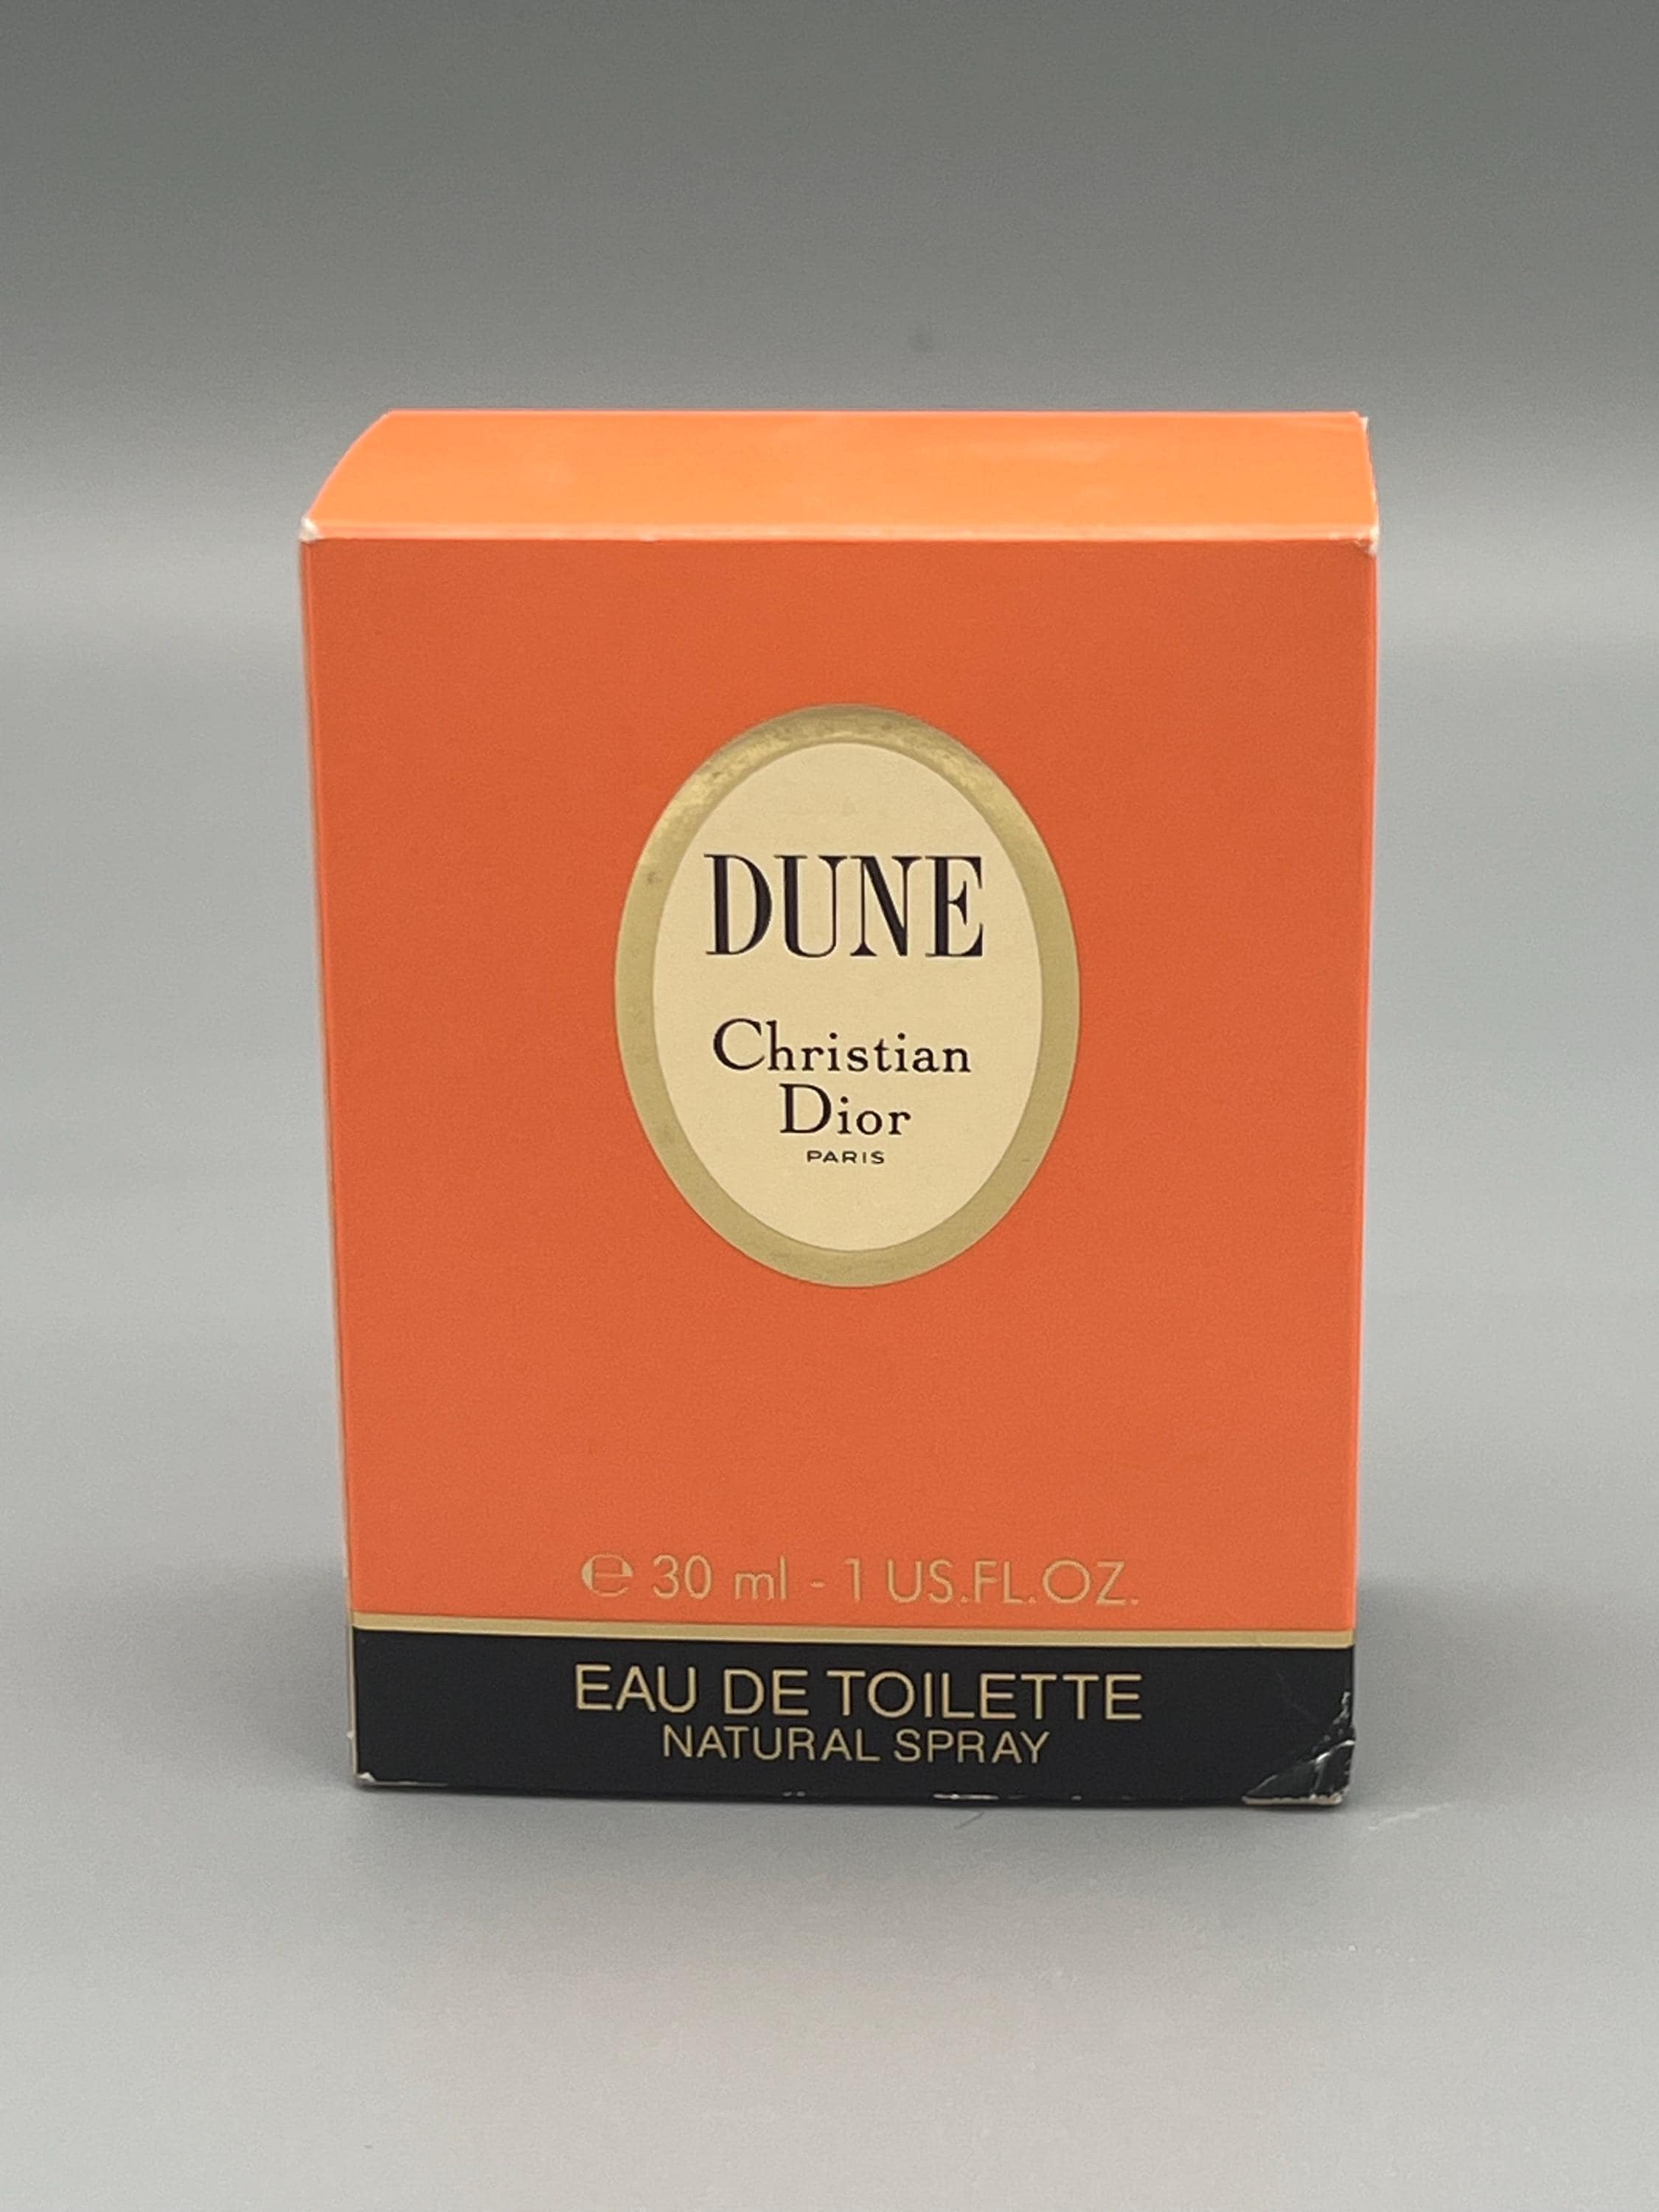 DUNE
Christian
Dior
PARIS
℮ 30 ml - 1 US.FL.OZ.
EAU DE TOILETTE
NATURAL SPRAY